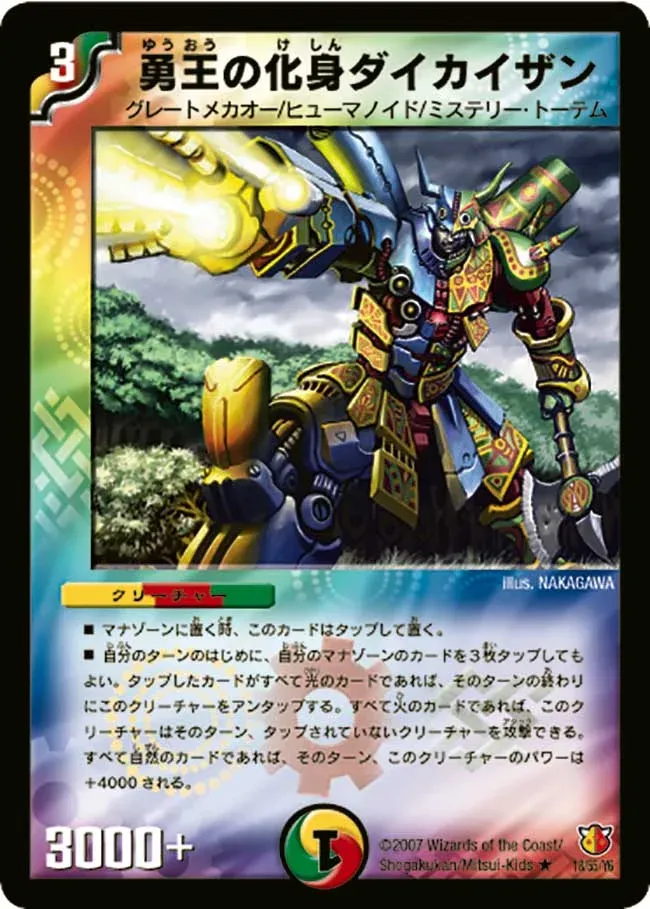 3
ゆうおう けしん
勇王の化身ダイカイザン
グレートメカオー/ヒューマノイド/ミステリー・トーテム
illus. NAKAGAWA
クリーチャー
■ マナゾーンに置く時、このカードはタップして置く。
■ 自分のターンのはじめに、自分のマナゾーンのカードを3枚タップしても
よい。タップしたカードがすべて光のカードであれば、そのターンの終わり
にこのクリーチャーをアンタップする。すべて火のカードであれば、このク
リーチャーはそのターン、タップされていないクリーチャーを攻撃できる。
すべて自然のカードであれば、そのターン、このクリーチャーのパワーは
+4000 される。
3000+
1
©2007 Wizards of the Coast/
Shogakukan/Mitsui-Kids ★
18/55 Y6